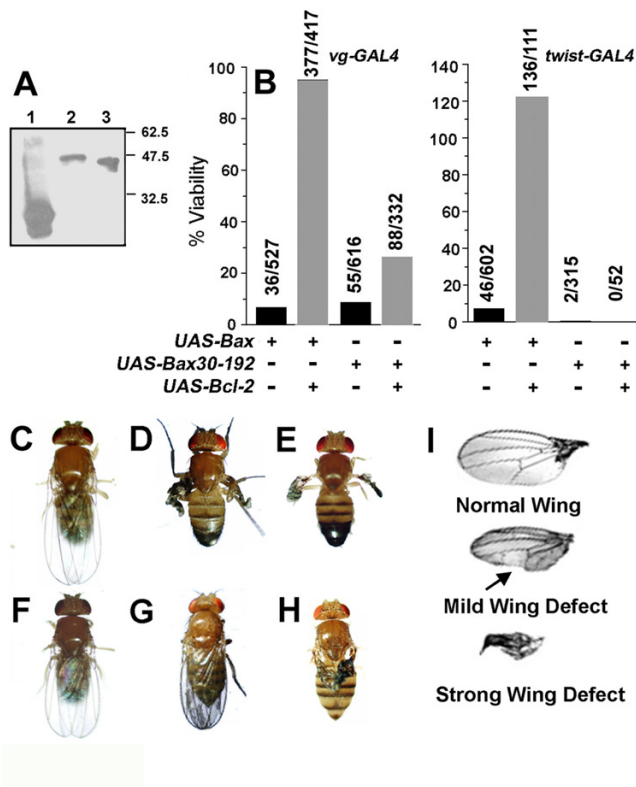 A
1 2 3
62.5
47.5
32.5
B
vg-GAL4
% Viability
100
80
60
40
20
0
36/527
377/417
55/616
88/332
twist-GAL4
140
120
100
80
60
40
20
0
46/602
136/111
2/315
0/52
UAS-Bax + + - - + + - -
UAS-Bax30-192 - - + + - - + +
UAS-Bcl-2 - + - + - + - +
C
D
E
I
Normal Wing
Mild Wing Defect
F
G
H
Strong Wing Defect